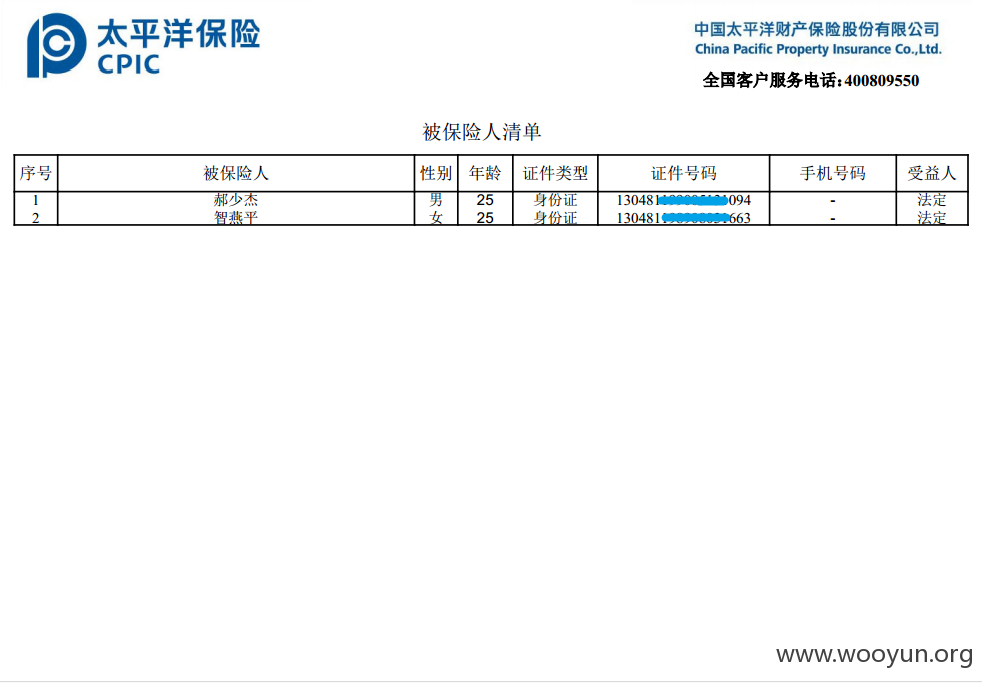 太平洋保险
CPIC
中国太平洋财产保险股份有限公司
China Pacific Property Insurance Co.,Ltd.
全国客户服务电话:400809550
被保险人清单
序号 被保险人 性别 年龄 证件类型 证件号码 手机号码 受益人
1 郝少杰 男 25 身份证 130481 094 - 法定
2 智燕平 女 25 身份证 130481 663 - 法定
www.wooyun.org